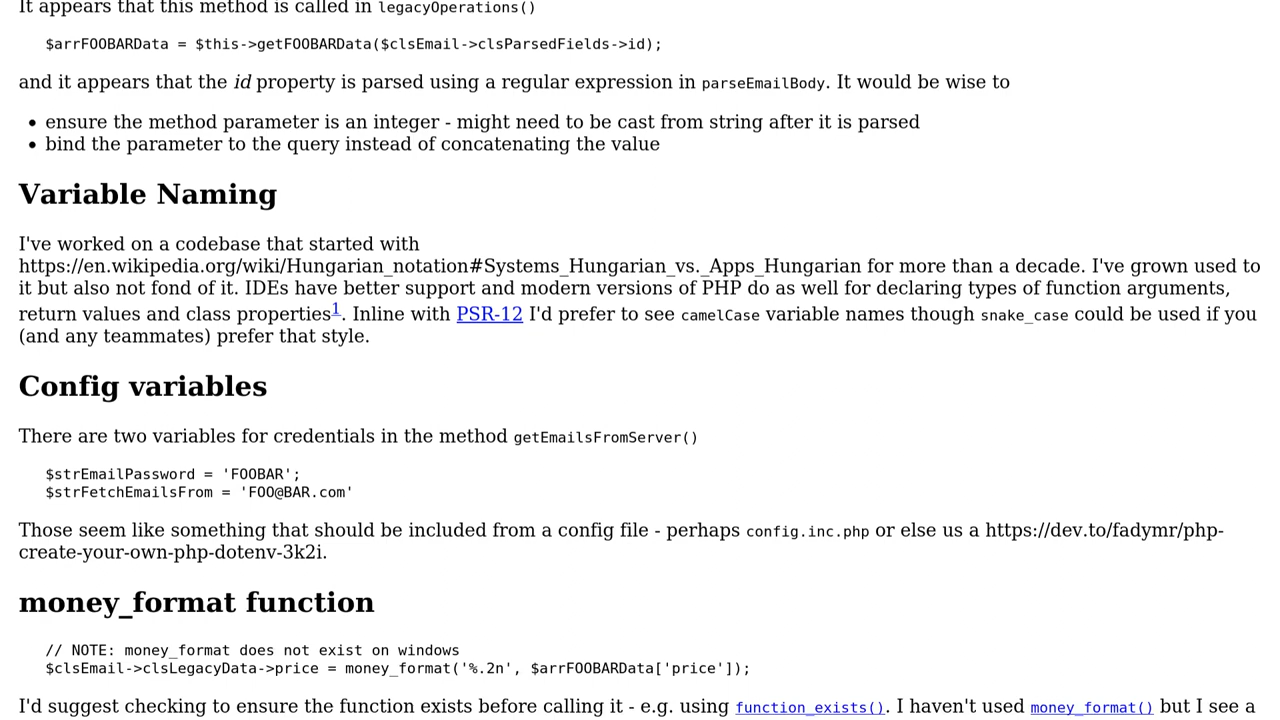 It appears that this method is called in legacyOperations()
$arrFOOBARData = $this->getFOOBARData($clsEmail->clsParsedFields->id);
and it appears that the id property is parsed using a regular expression in parseEmailBody. It would be wise to
• ensure the method parameter is an integer - might need to be cast from string after it is parsed
• bind the parameter to the query instead of concatenating the value
Variable Naming
I've worked on a codebase that started with
https://en.wikipedia.org/wiki/Hungarian_notation#Systems_Hungarian_vs._Apps_Hungarian for more than a decade. I've grown used to
it but also not fond of it. IDEs have better support and modern versions of PHP do as well for declaring types of function arguments,
return values and class properties1. Inline with PSR-12 I'd prefer to see camelCase variable names though snake_case could be used if you
(and any teammates) prefer that style.
Config variables
There are two variables for credentials in the method getEmailsFromServer()
$strEmailPassword = 'FOOBAR';
$strFetchEmailsFrom = 'FOO@BAR.com'
Those seem like something that should be included from a config file - perhaps config.inc.php or else us a https://dev.to/fadymr/php-
create-your-own-php-dotenv-3k2i.
money_format function
// NOTE: money_format does not exist on windows
$clsEmail->clsLegacyData->price = money_format('%.2n', $arrFOOBARData['price']);
I'd suggest checking to ensure the function exists before calling it - e.g. using function_exists(). I haven't used money_format() but I see a